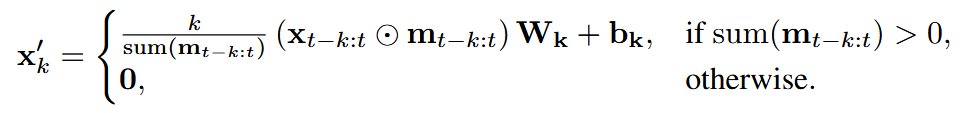 x′_k = { k / sum(m_{t−k:t}) (x_{t−k:t} ⊙ m_{t−k:t}) W_k + b_k, if sum(m_{t−k:t}) > 0,
0, otherwise.